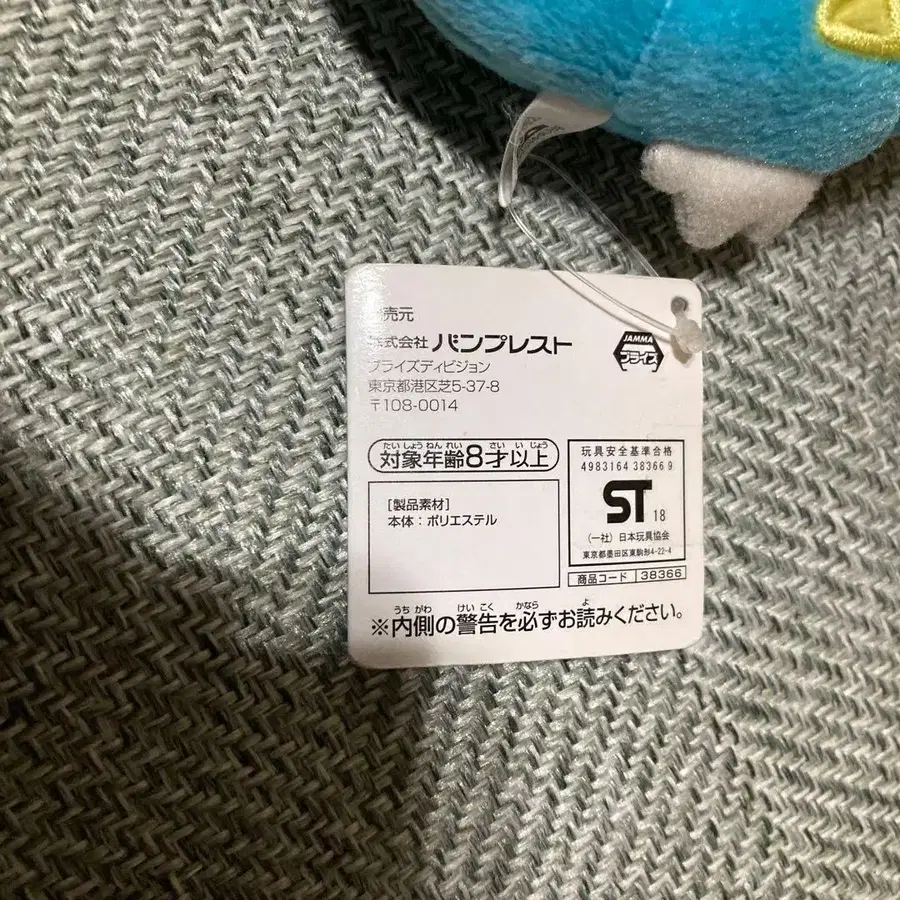 売元
式会社 バンプレスト
プライズディビジョン
東京都港区芝5-37-8
〒108-0014
JAMMA
プライズ
たいしょうねんれい さい いじょう
対象年齢8才以上
[製品素材]
本体：ポリエステル
玩具安全基準合格
4983164 383669
ST 18
(一社) 日本玩具協会
東京都墨田区東駒形4-22-4
商品コード 38366
うちがわ けいこく かなら よ
※内側の警告を必ずお読みください。